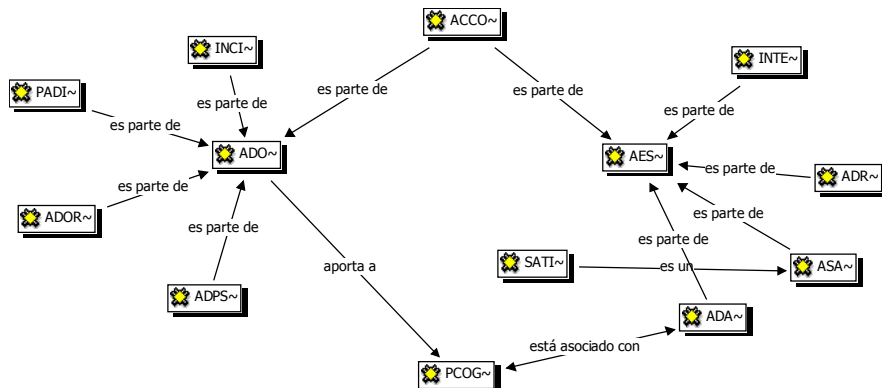 ACCO~
INCI~
INTE~
es parte de
es parte de
es parte de
es parte de
PADI~
es parte de
ADO~
AES~
es parte de
ADR~
es parte de
ADOR~
es parte de
es parte de
es parte de
aporta a
SATI~
es un
ASA~
ADPS~
ADA~
está asociado con
PCOG~